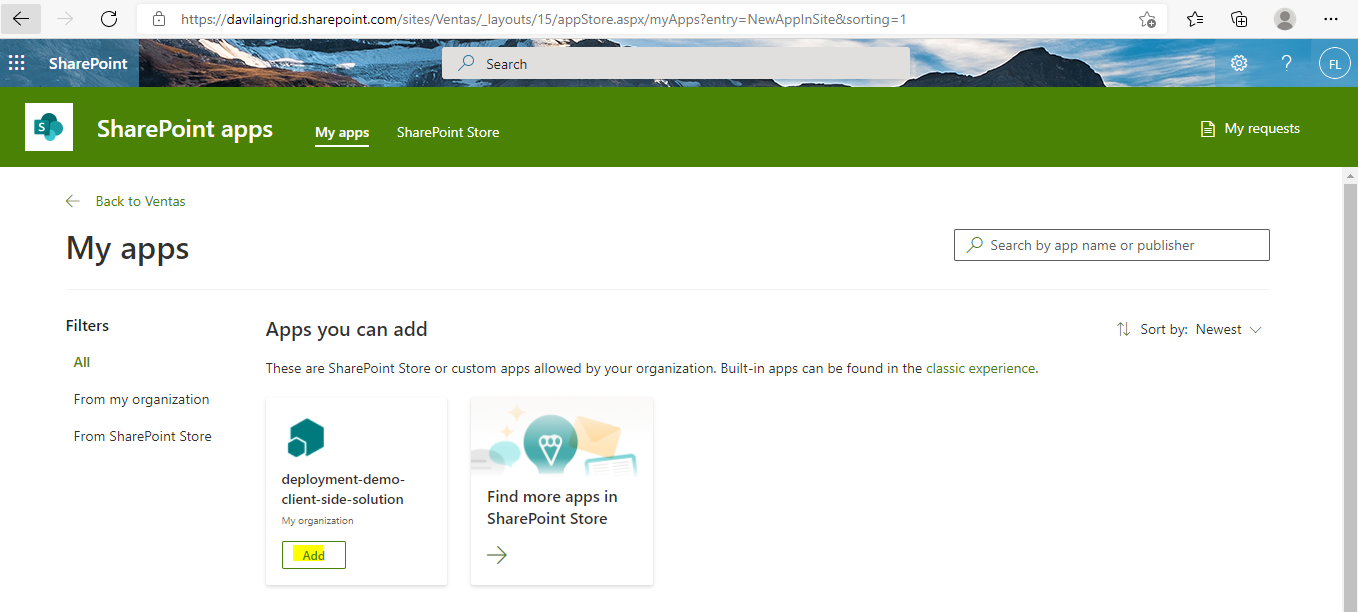 https://davilaingrid.sharepoint.com/sites/Ventas/_layouts/15/appStore.aspx/myApps?entry=NewAppInSite&sorting=1
SharePoint
Search
?
FL
S
SharePoint apps
My apps
SharePoint Store
My requests
Back to Ventas
My apps
Search by app name or publisher
Filters
All
From my organization
From SharePoint Store
Apps you can add
Sort by: Newest
These are SharePoint Store or custom apps allowed by your organization. Built-in apps can be found in the classic experience.
deployment-demo-
client-side-solution
My organization
Add
Find more apps in
SharePoint Store